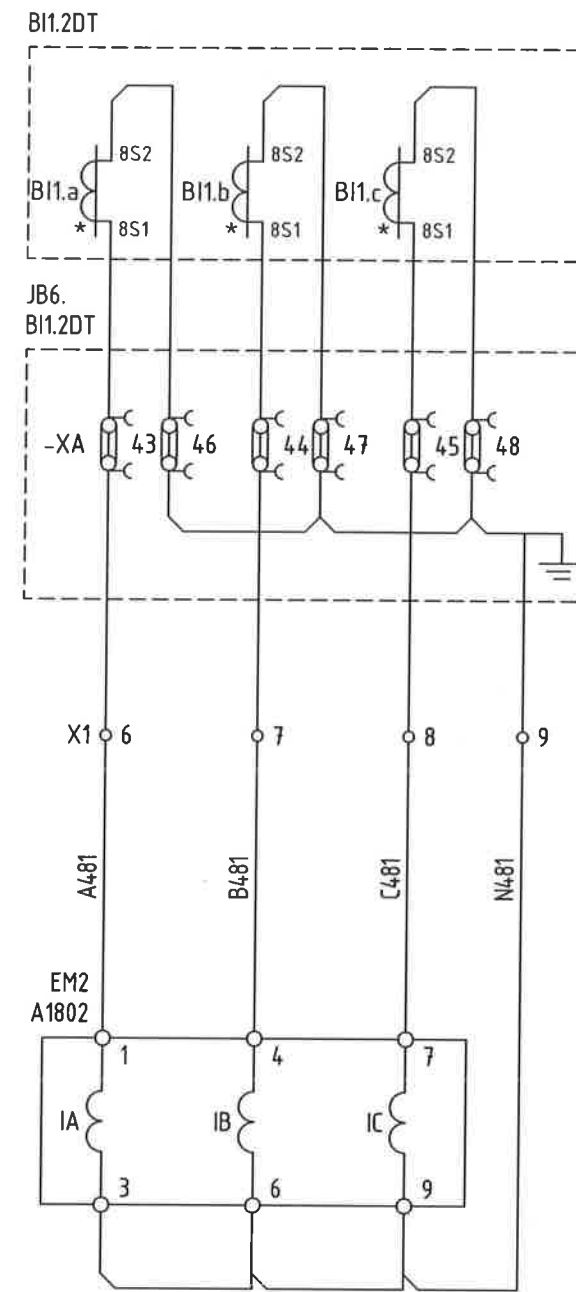 BI1.2DT
8S2 8S2 8S2
BI1.a BI1.b BI1.c
* 8S1 * 8S1 * 8S1
JB6.
BI1.2DT
-XA 43 46 44 47 45 48
X1 6 7 8 9
A481 B481 C481 N481
EM2
A1802
1 4 7
IA IB IC
3 6 9